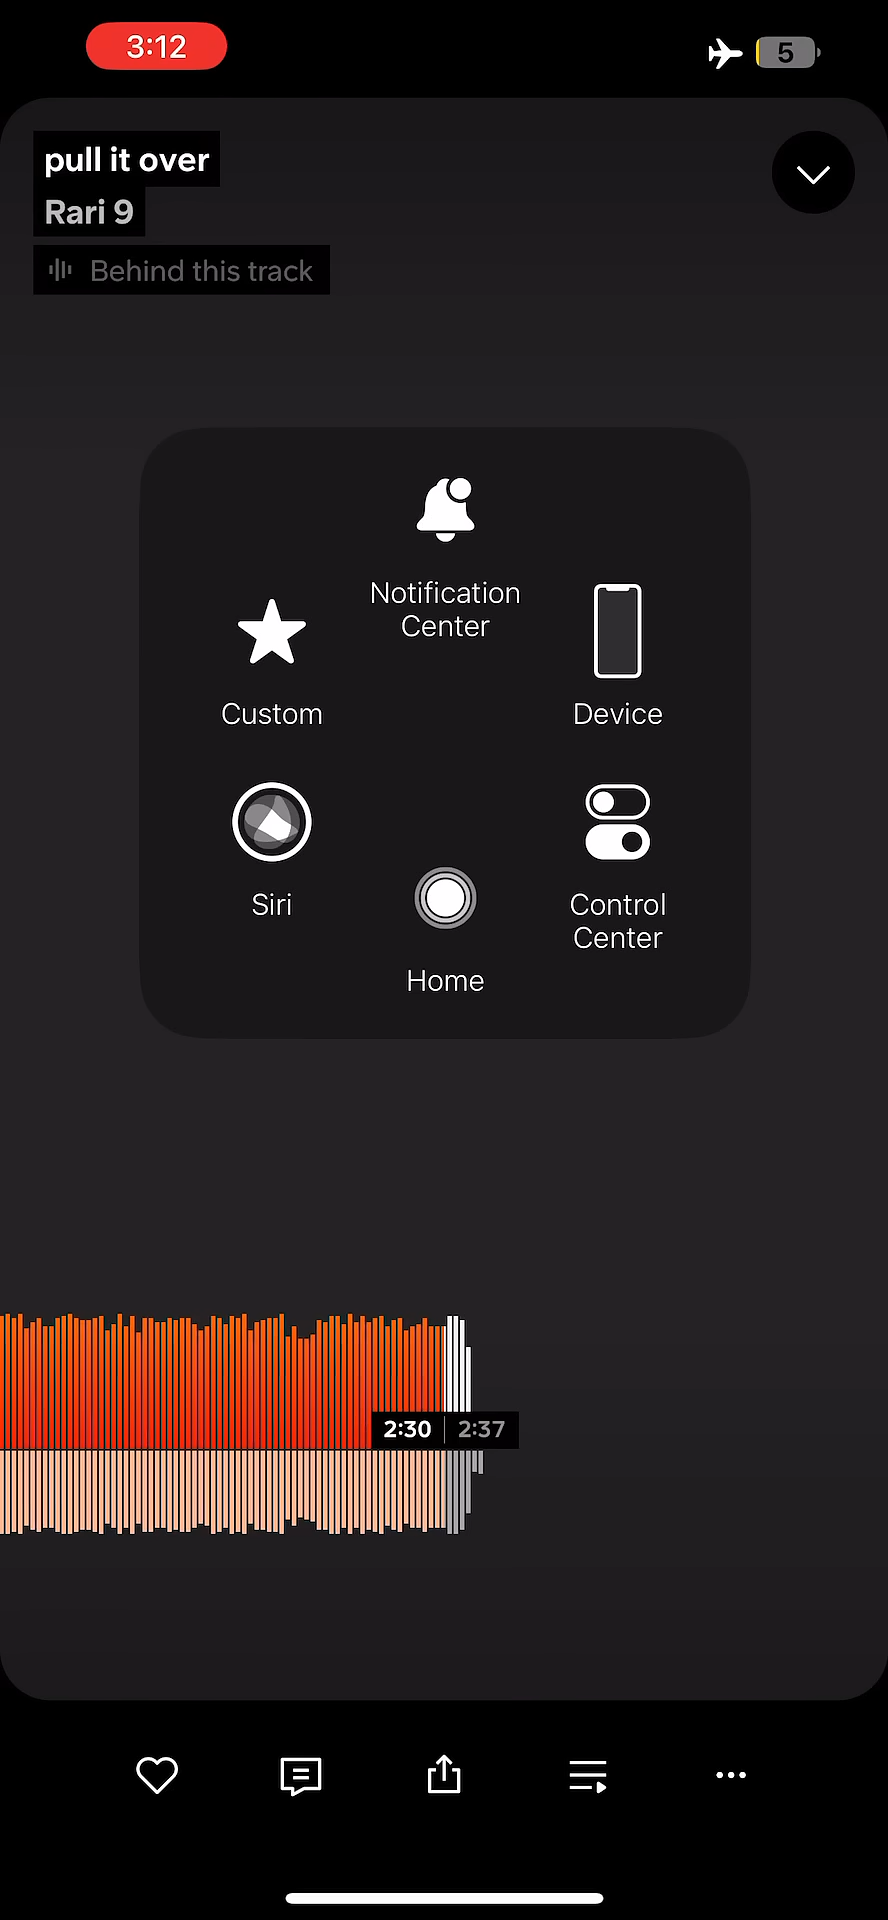 3:12
5
pull it over
Rari 9
Behind this track
Notification
Center
Custom
Device
Siri
Control
Center
Home
2:30
2:37